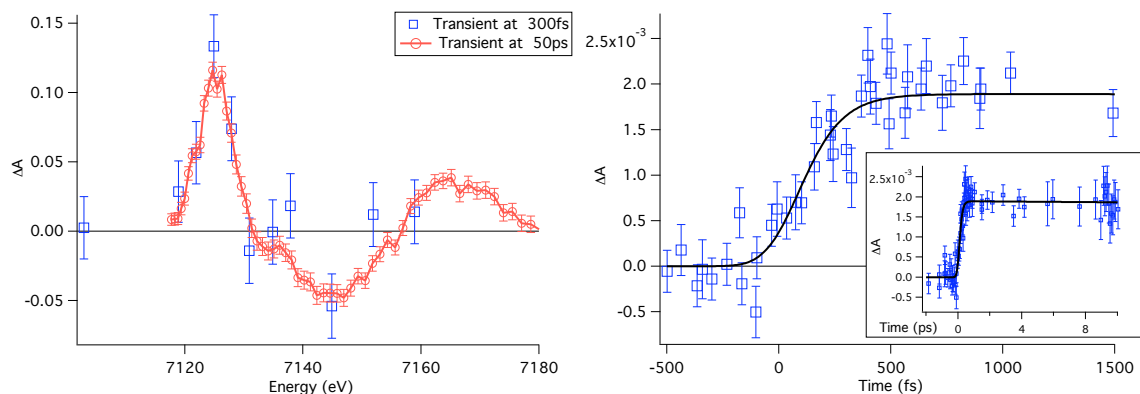 0.15
0.10
0.05
0.00
-0.05
ΔA
7120
7140
7160
7180
Energy (eV)
Transient at 300fs
Transient at 50ps
2.5x10⁻³
2.0
1.5
1.0
0.5
0.0
-0.5
ΔA
-500
0
500
1000
1500
Time (fs)
2.5x10⁻³
2.0
1.5
1.0
0.5
0.0
-0.5
ΔA
0
4
8
Time (ps)